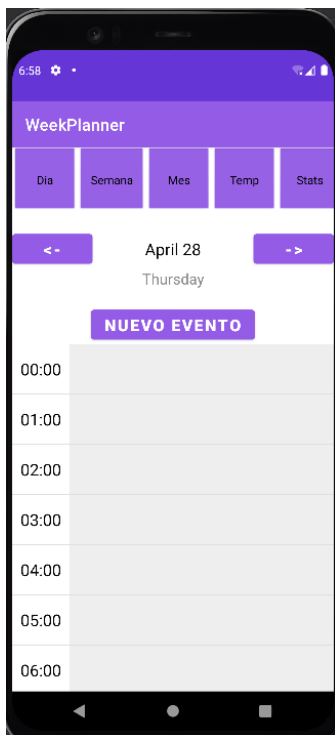 6:58
WeekPlanner
Dia Semana Mes Temp Stats
<- April 28 ->
Thursday
NUEVO EVENTO
00:00
01:00
02:00
03:00
04:00
05:00
06:00